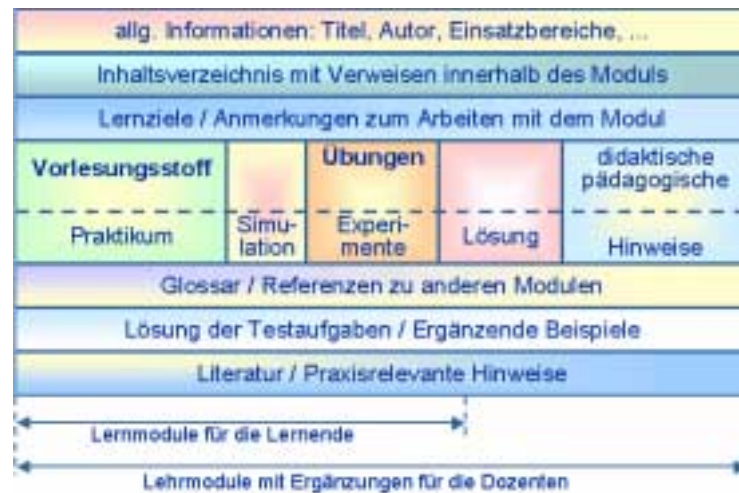 allg. Informationen: Titel, Autor, Einsatzbereiche, ...
Inhaltsverzeichnis mit Verweisen innerhalb des Moduls
Lernziele / Anmerkungen zum Arbeiten mit dem Modul
Vorlesungsstoff
Praktikum
Simu-
lation
Übungen
Experi-
mente
Lösung
didaktische
pädagogische
Hinweise
Glossar / Referenzen zu anderen Modulen
Lösung der Testaufgaben / Ergänzende Beispiele
Literatur / Praxisrelevante Hinweise
Lernmodule für die Lernende
Lehrmodule mit Ergänzungen für die Dozenten